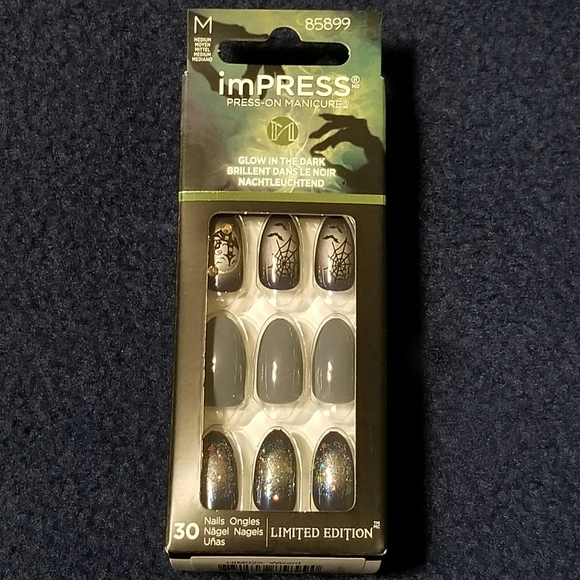 M
MEDIUM
MOYEN
MITTEL
MEDIUM
MEDIANO
85899
imPRESS®
PRESS-ON MANICURE®
GLOW IN THE DARK
BRILLENT DANS LE NOIR
NACHTLEUCHTEND
30 Nails Ongles
Nägel Nagels
Uñas
LIMITED EDITION